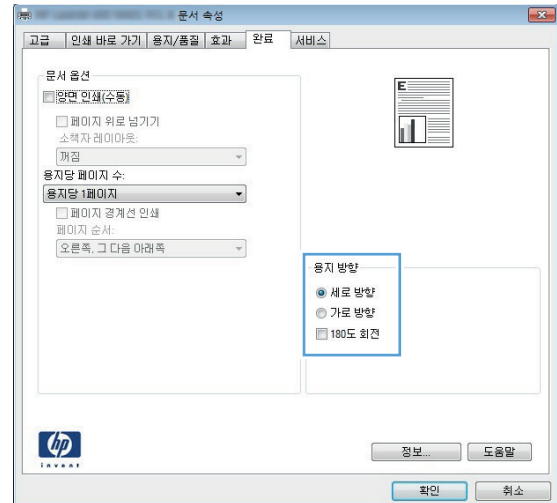 문서 속성
고급 인쇄 바로 가기 용지/품질 효과 완료 서비스
문서 옵션
양면 인쇄(수동)
페이지 위로 넘기기
소책자 레이아웃:
꺼짐
용지당 페이지 수:
용지당 1페이지
페이지 경계선 인쇄
페이지 순서:
오른쪽, 그 다음 아래쪽
E
용지 방향
세로 방향
가로 방향
180도 회전
hp
invent
정보... 도움말
확인 취소